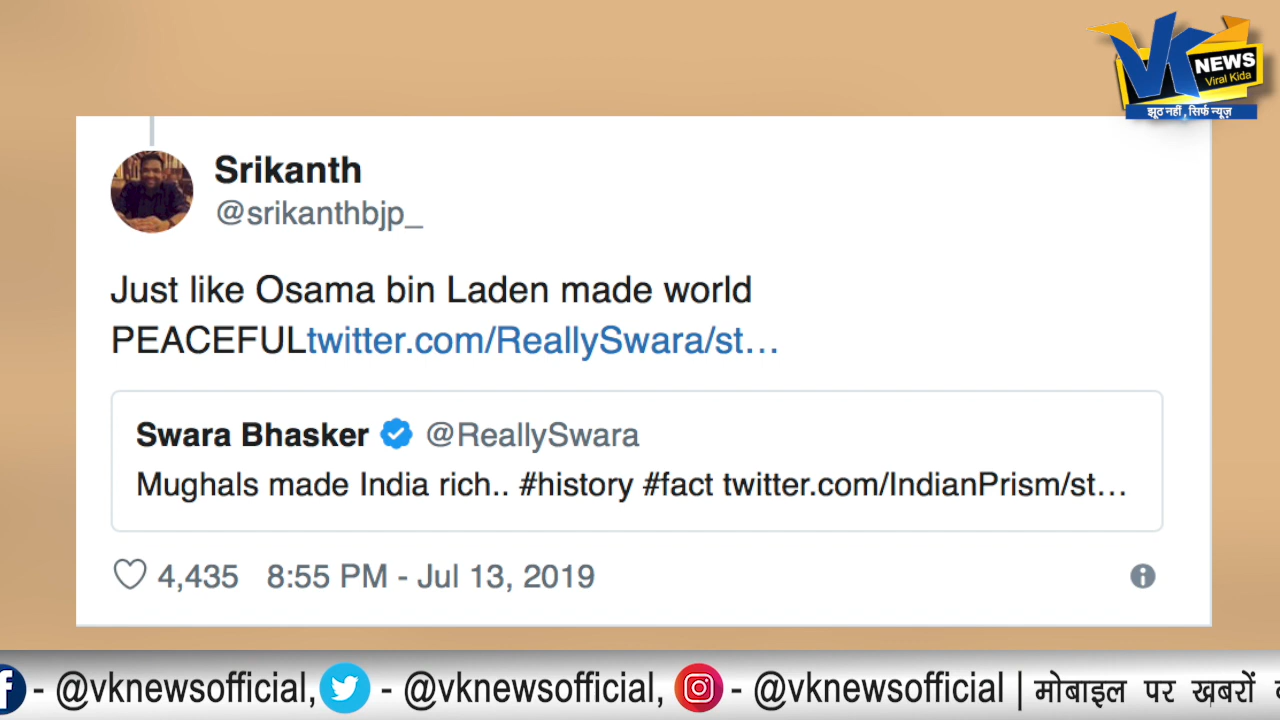 VK
NEWS
Viral Kida
झूठ नहीं, सिर्फ न्यूज़
Srikanth
@srikanthbjp_
Just like Osama bin Laden made world
PEACEFULtwitter.com/ReallySwara/st…
Swara Bhasker @ReallySwara
Mughals made India rich.. #history #fact twitter.com/IndianPrism/st…
4,435 8:55 PM - Jul 13, 2019
- @vknewsofficial, - @vknewsofficial, - @vknewsofficial | मोबाइल पर ख़बरों